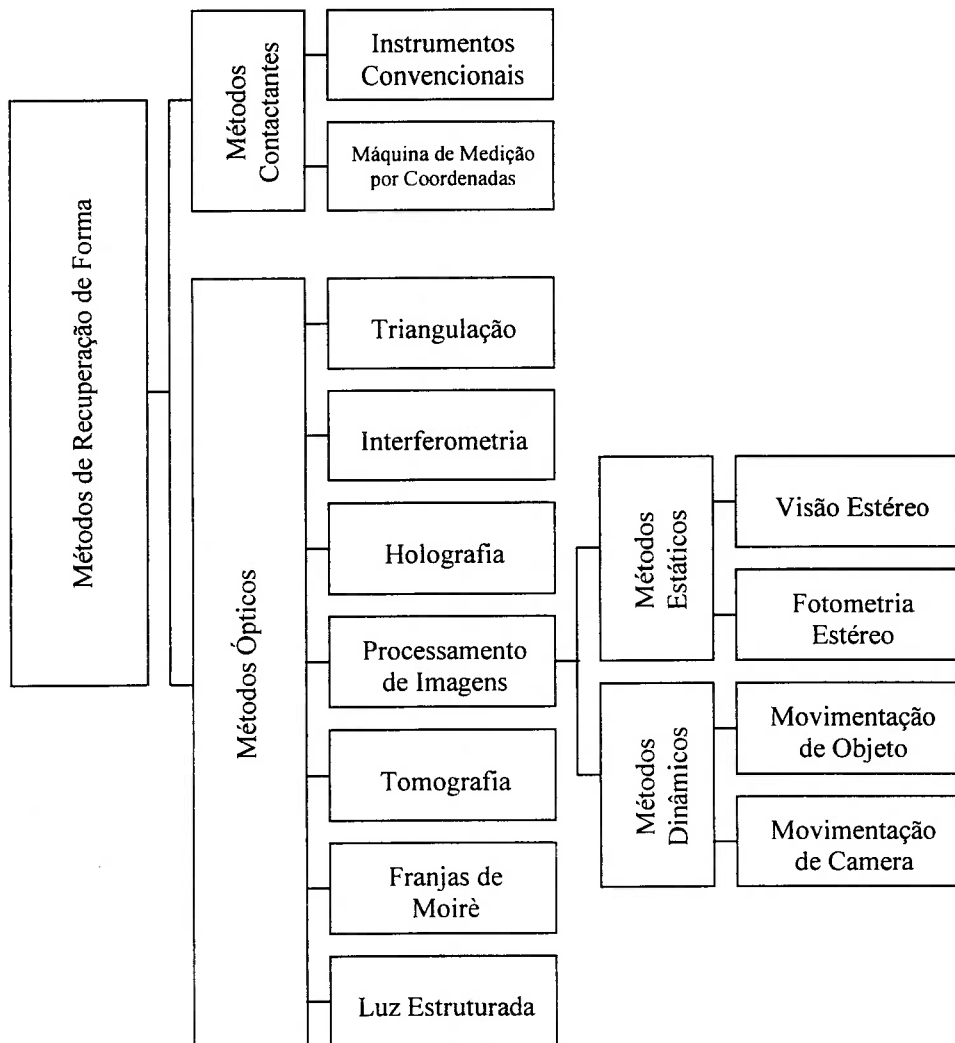 Métodos de Recuperação de Forma
Métodos
Contactantes
Instrumentos
Convencionais
Máquina de Medição
por Coordenadas
Métodos Ópticos
Triangulação
Interferometria
Holografia
Processamento
de Imagens
Métodos
Estáticos
Visão Estéreo
Fotometria
Estéreo
Métodos
Dinâmicos
Movimentação
de Objeto
Movimentação
de Camera
Tomografia
Franjas de
Moirè
Luz Estruturada